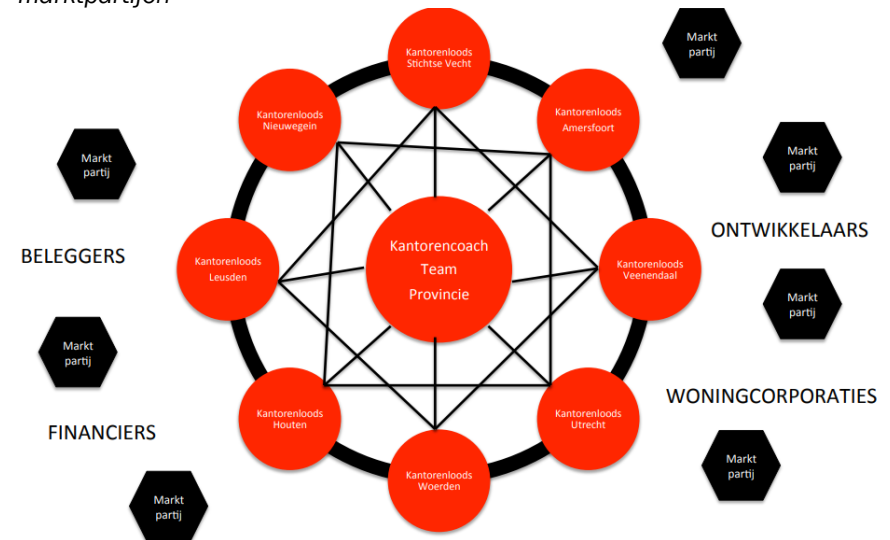 marktpartijen
Kantorenloods
Stichtse Vecht
Markt
partij
Kantorenloods
Nieuwegein
Kantorenloods
Amersfoort
Markt
partij
Markt
partij
ONTWIKKELAARS
BELEGGERS
Kantorenloods
Leusden
Kantorencoach
Team
Provincie
Kantorenloods
Veenendaal
Markt
partij
Markt
partij
WONINGCORPORATIES
Kantorenloods
Houten
Kantorenloods
Utrecht
FINANCIERS
Kantorenloods
Woerden
Markt
partij
Markt
partij